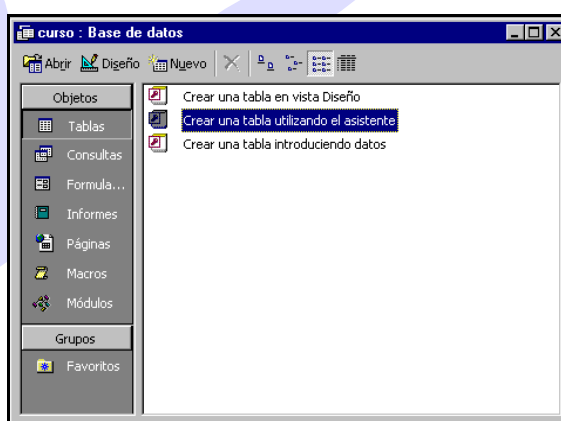 curso : Base de datos
Abrir Diseño Nuevo
Objetos
Tablas
Consultas
Formula...
Informes
Páginas
Macros
Módulos
Grupos
Favoritos
Crear una tabla en vista Diseño
Crear una tabla utilizando el asistente
Crear una tabla introduciendo datos